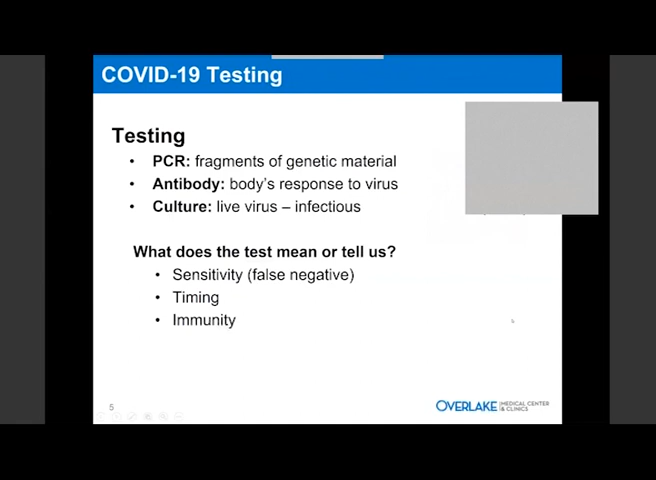 COVID-19 Testing
Testing
• PCR: fragments of genetic material
• Antibody: body's response to virus
• Culture: live virus – infectious
What does the test mean or tell us?
• Sensitivity (false negative)
• Timing
• Immunity
5
OVERLAKE MEDICAL CENTER
& CLINICS